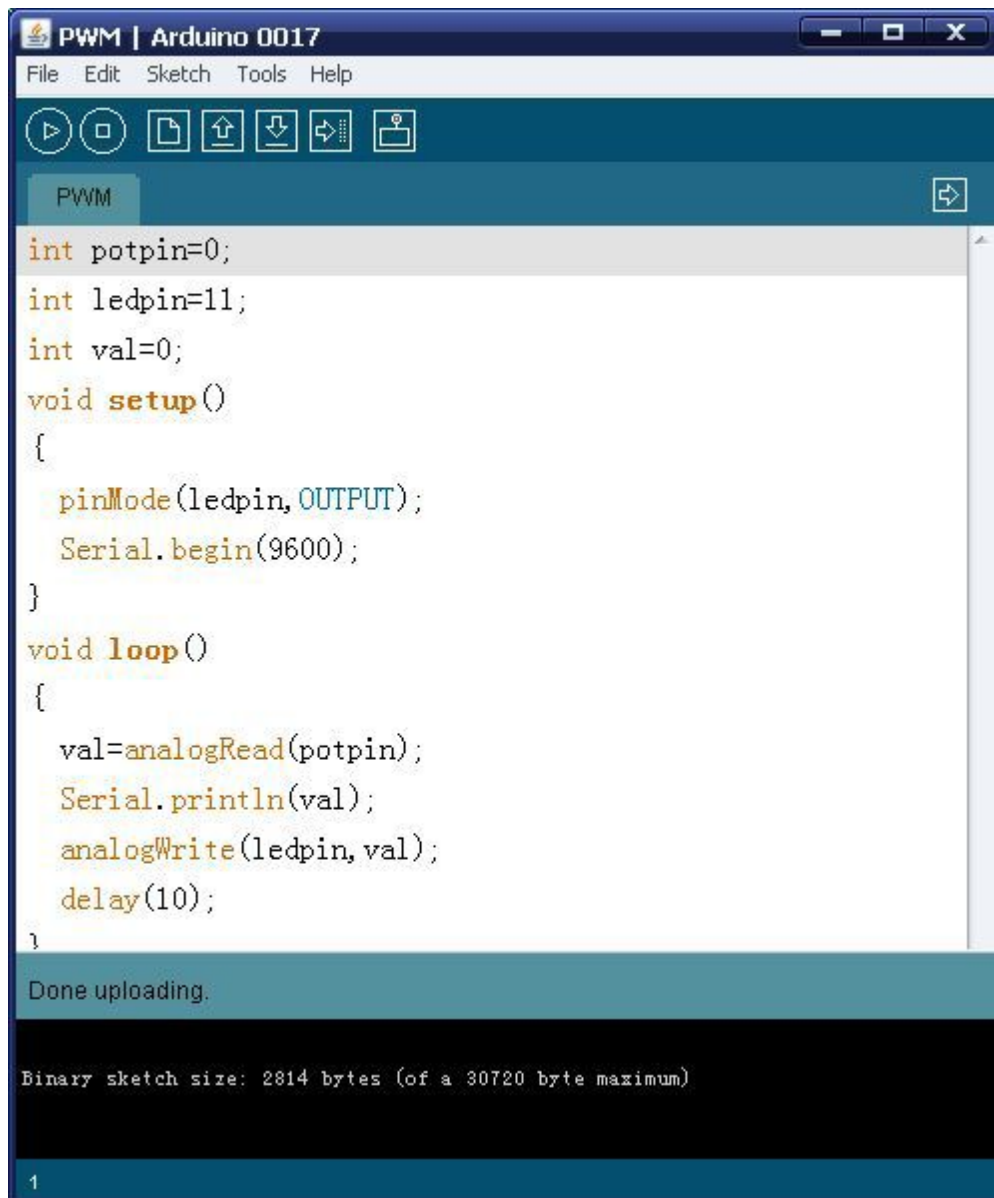 PWM | Arduino 0017
File Edit Sketch Tools Help
PWM
int potpin=0;
int ledpin=11;
int val=0;
void setup()
{
  pinMode(ledpin,OUTPUT);
  Serial.begin(9600);
}
void loop()
{
  val=analogRead(potpin);
  Serial.println(val);
  analogWrite(ledpin,val);
  delay(10);
}
Done uploading.
Binary sketch size: 2814 bytes (of a 30720 byte maximum)
1